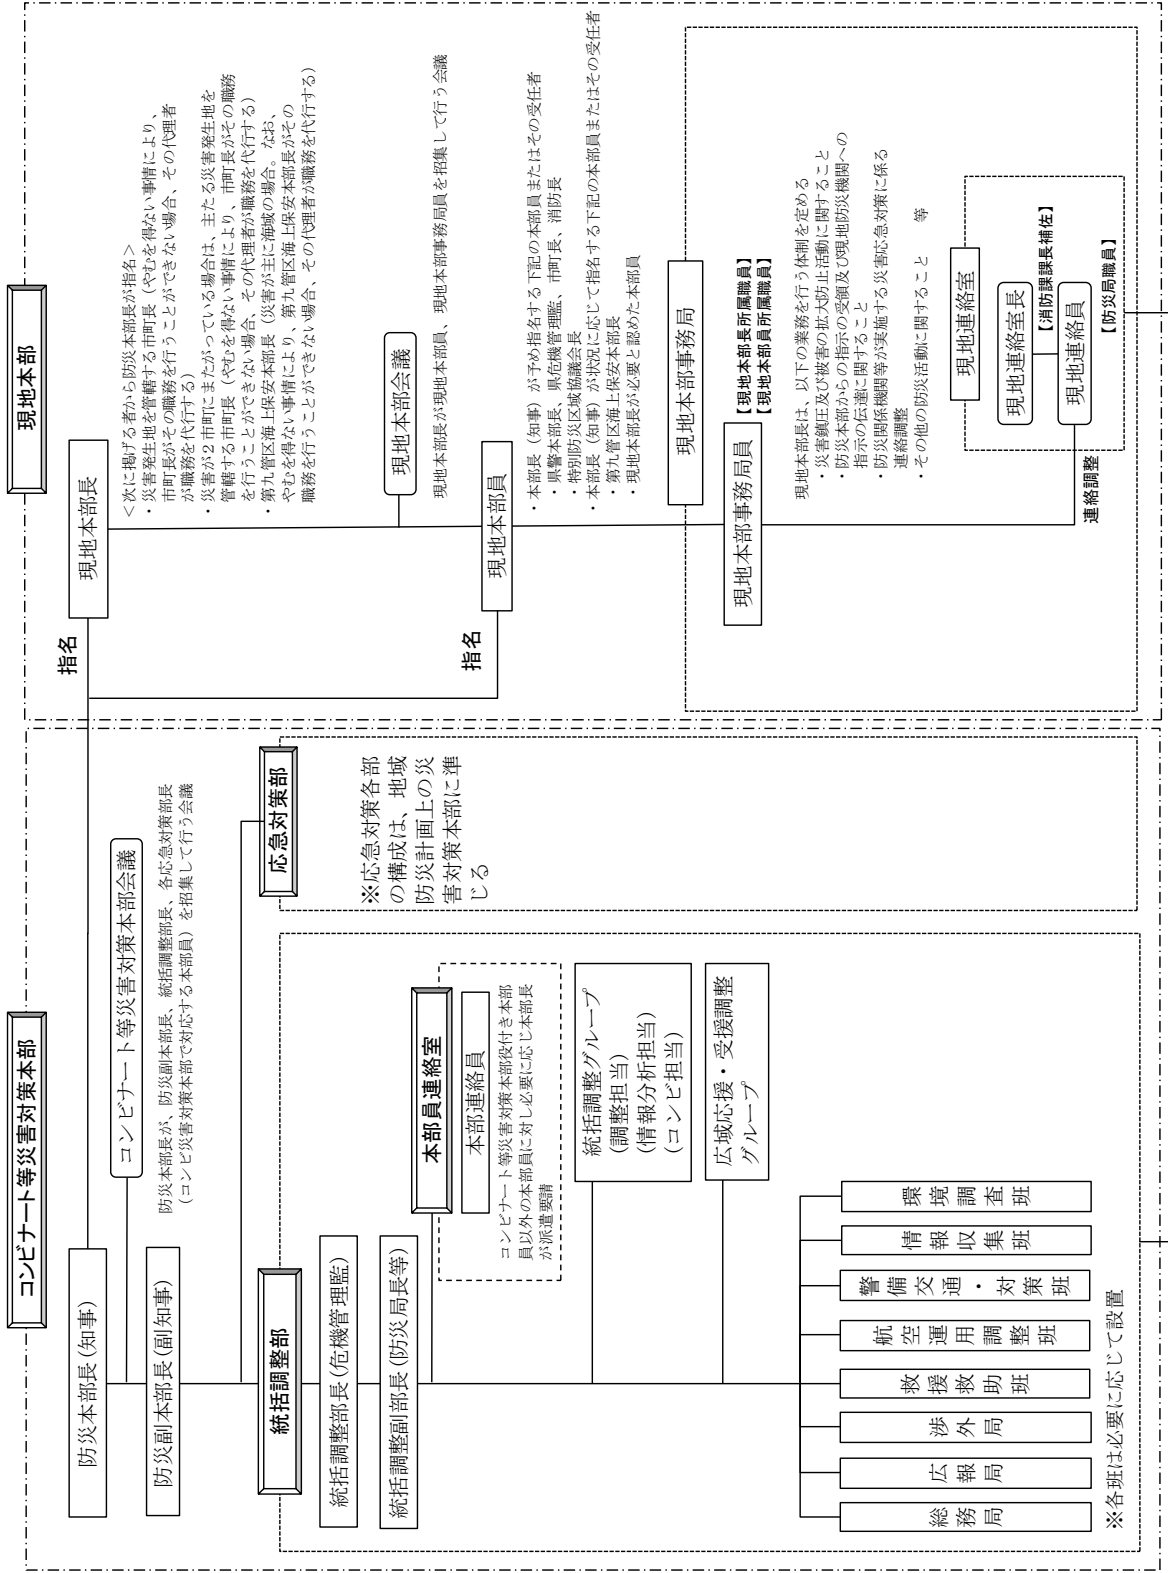 コンビナート等災害対策本部
防災本部長(知事)
コンビナート等災害対策本部会議
防災本部長が、防災副本部長、統括調整部長、各応急対策部長
(コンビ災害対策本部で対応する本部員)を招集して行う会議
防災副本部長(副知事)
統括調整部
統括調整部長(危機管理監)
統括調整副部長(防災局長等)
本部員連絡室
本部連絡員
コンビナート等災害対策本部役付き本部
員以外の本部員に対し必要に応じ本部長
が派遣要請
統括調整グループ
(調整担当)
(情報分析担当)
(コンビ担当)
広域応援・受援調整
グループ
総務局
広報局
渉外局
救援救助班
航空運用調整班
警備交通・対策班
情報収集班
環境調査班
※各班は必要に応じて設置
応急対策部
※応急対策各部
の構成は、地域
防災計画上の災
害対策本部に準
じる
現地本部
指名
現地本部長
<次に掲げる者から防災本部長が指名>
・災害発生地を管轄する市町長(やむを得ない事情により、
市町長がその職務を行うことができない場合、その代理者
が職務を代行する)
・災害が2市町にまたがっている場合は、主たる災害発生地を
管轄する市町長(やむを得ない事情により、市町長がその職務
を行うことができない場合、その代理者が職務を代行する)
・第九管区海上保安本部長(災害が主に海域の場合。なお、
やむを得ない事情により、第九管区海上保安本部長がその
職務を行うことができない場合、その代理者が職務を代行する)
現地本部会議
現地本部長が現地本部員、現地本部事務局員を招集して行う会議
指名
現地本部員
・本部長(知事)が予め指名する下記の本部員またはその受任者
・県警本部長、県危機管理監、市町長、消防長
・特別防災区域協議会長
・本部長(知事)が状況に応じて指名する下記の本部員またはその受任者
・第九管区海上保安本部長
・現地本部長が必要と認めた本部員
現地本部事務局
現地本部事務局員
【現地本部長所属職員】
【現地本部員所属職員】
現地本部長は、以下の業務を行う体制を定める
・災害鎮圧及び被害の拡大防止活動に関すること
・防災本部からの指示の受領及び現地防災機関への
指示の伝達に関すること
・防災関係機関等が実施する災害応急対策に係る
連絡調整
・その他の防災活動に関すること 等
現地連絡室
現地連絡室長
【消防課課長補佐】
現地連絡員
【防災局職員】
連絡調整